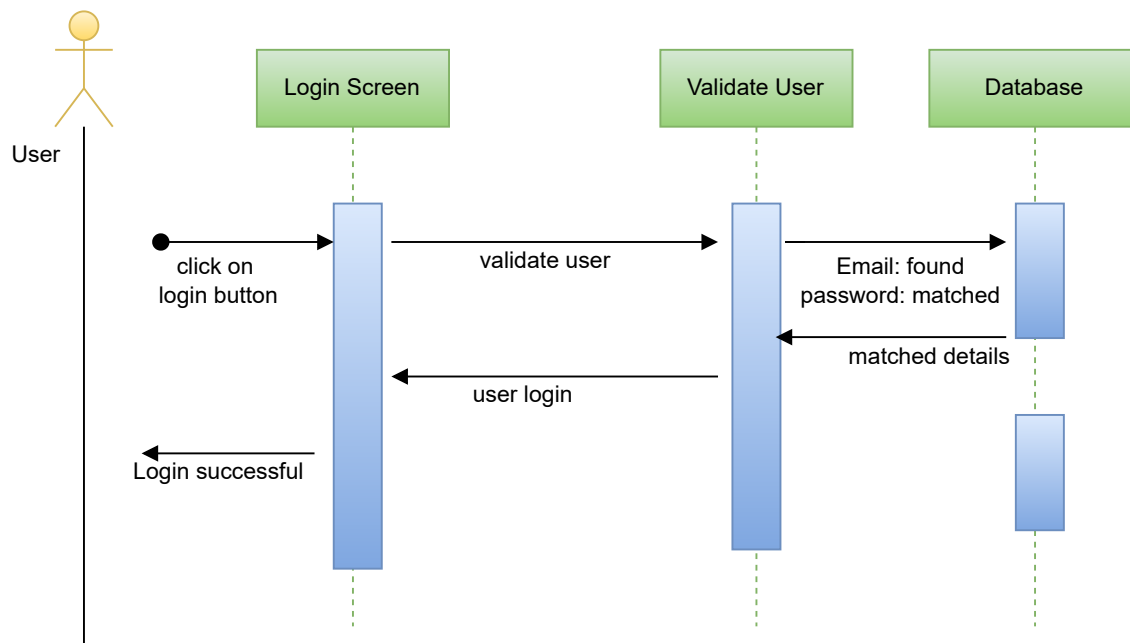 Login Screen
Validate User
Database
User
click on
login button
validate user
Email: found
password: matched
matched details
user login
Login successful